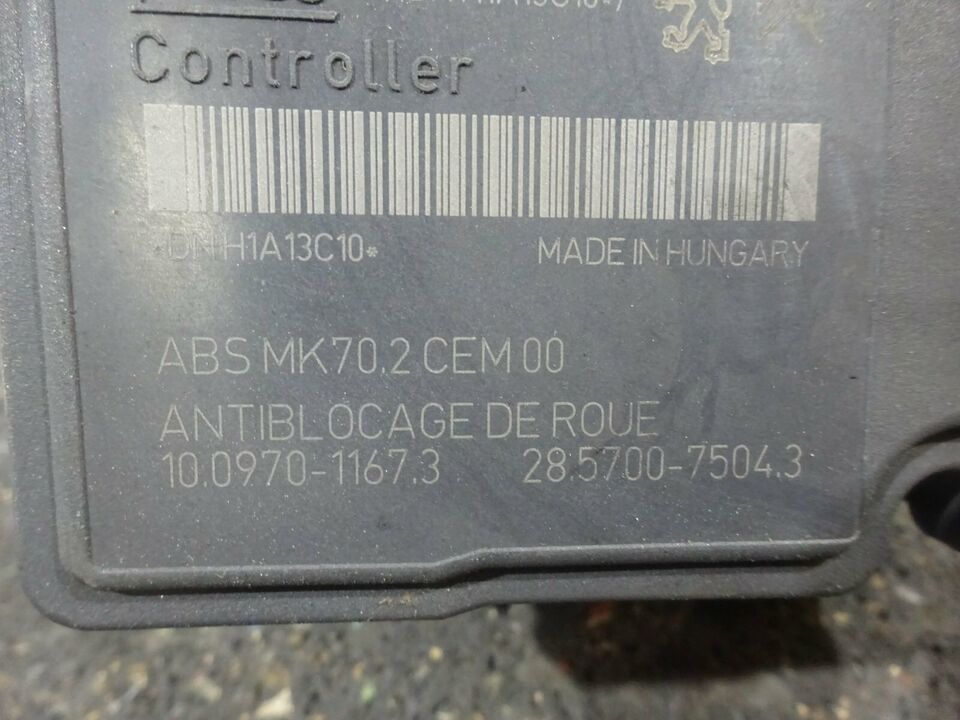 Controller
H1A13C10*
MADE IN HUNGARY
ABS MK70.2 CEM 00
ANTIBLOCAGE DE ROUE
10.0970-1167.3 28.5700-7504.3